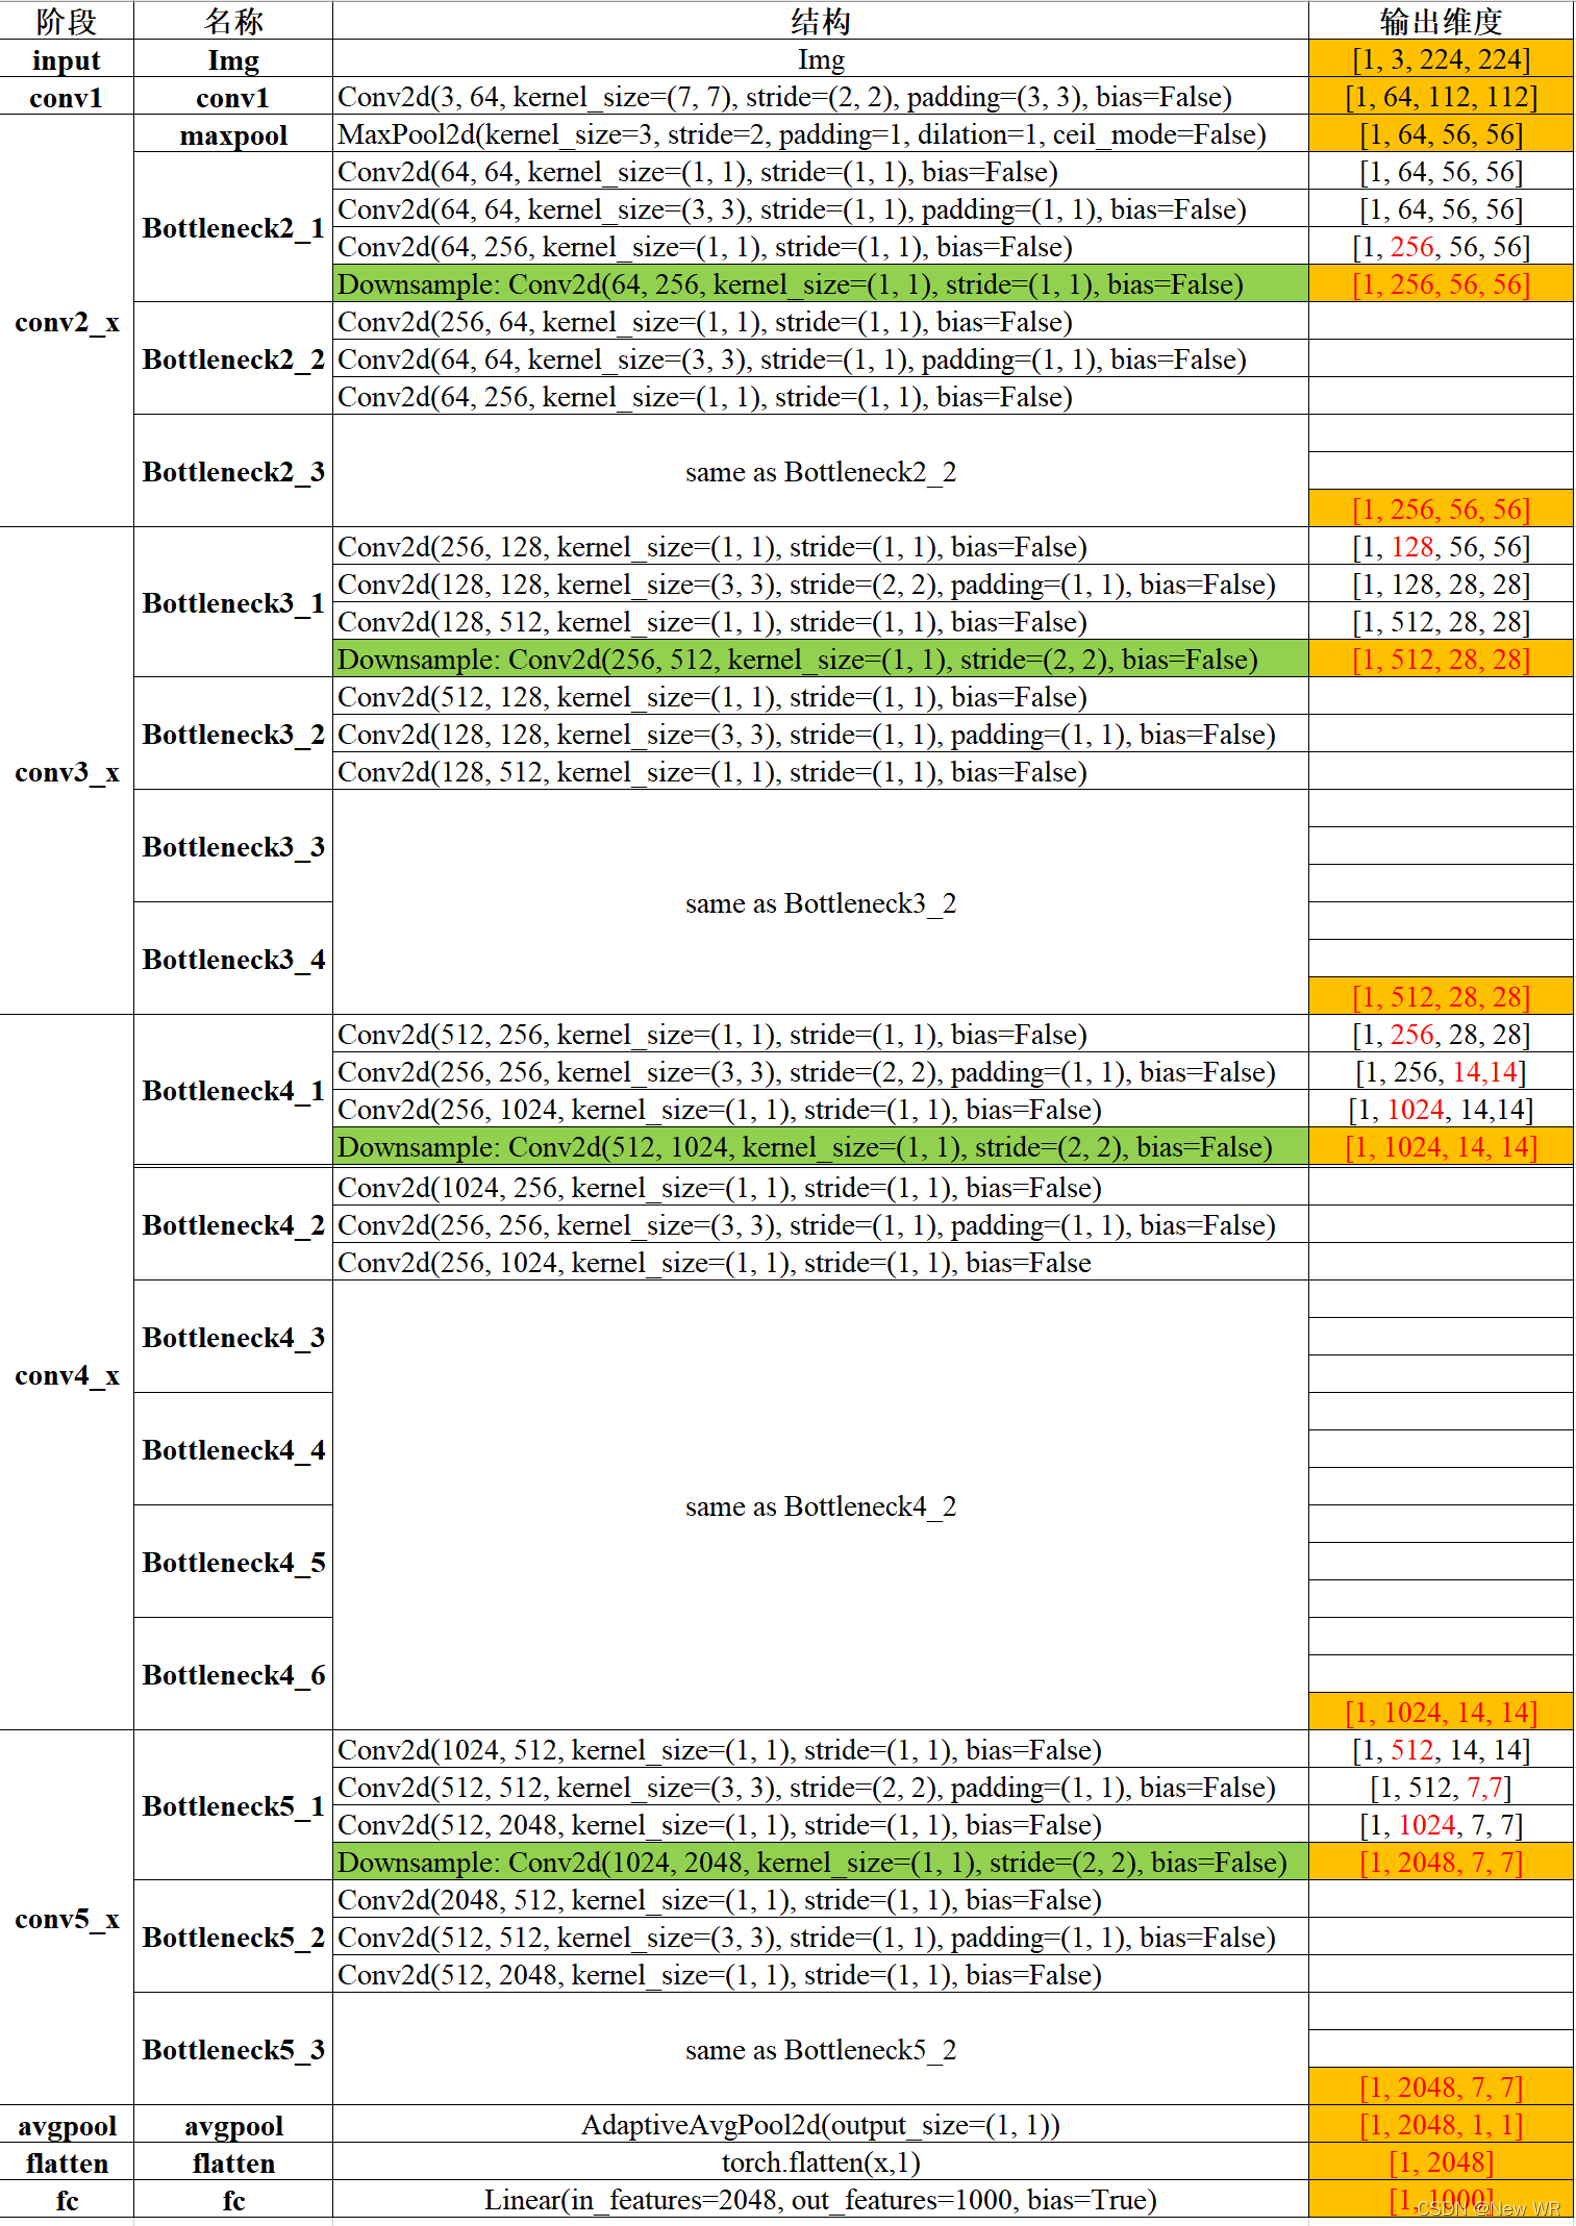 阶段 名称 结构 输出维度
input Img Img [1, 3, 224, 224]
conv1 conv1 Conv2d(3, 64, kernel_size=(7, 7), stride=(2, 2), padding=(3, 3), bias=False) [1, 64, 112, 112]
conv2_x maxpool MaxPool2d(kernel_size=3, stride=2, padding=1, dilation=1, ceil_mode=False) [1, 64, 56, 56]
Bottleneck2_1 Conv2d(64, 64, kernel_size=(1, 1), stride=(1, 1), bias=False) [1, 64, 56, 56]
Conv2d(64, 64, kernel_size=(3, 3), stride=(1, 1), padding=(1, 1), bias=False) [1, 64, 56, 56]
Conv2d(64, 256, kernel_size=(1, 1), stride=(1, 1), bias=False) [1, 256, 56, 56]
Downsample: Conv2d(64, 256, kernel_size=(1, 1), stride=(1, 1), bias=False) [1, 256, 56, 56]
Bottleneck2_2 Conv2d(256, 64, kernel_size=(1, 1), stride=(1, 1), bias=False)
Conv2d(64, 64, kernel_size=(3, 3), stride=(1, 1), padding=(1, 1), bias=False)
Conv2d(64, 256, kernel_size=(1, 1), stride=(1, 1), bias=False)
Bottleneck2_3 same as Bottleneck2_2
[1, 256, 56, 56]
conv3_x Bottleneck3_1 Conv2d(256, 128, kernel_size=(1, 1), stride=(1, 1), bias=False) [1, 128, 56, 56]
Conv2d(128, 128, kernel_size=(3, 3), stride=(2, 2), padding=(1, 1), bias=False) [1, 128, 28, 28]
Conv2d(128, 512, kernel_size=(1, 1), stride=(1, 1), bias=False) [1, 512, 28, 28]
Downsample: Conv2d(256, 512, kernel_size=(1, 1), stride=(2, 2), bias=False) [1, 512, 28, 28]
Bottleneck3_2 Conv2d(512, 128, kernel_size=(1, 1), stride=(1, 1), bias=False)
Conv2d(128, 128, kernel_size=(3, 3), stride=(1, 1), padding=(1, 1), bias=False)
Conv2d(128, 512, kernel_size=(1, 1), stride=(1, 1), bias=False)
Bottleneck3_3
same as Bottleneck3_2
Bottleneck3_4
[1, 512, 28, 28]
conv4_x Bottleneck4_1 Conv2d(512, 256, kernel_size=(1, 1), stride=(1, 1), bias=False) [1, 256, 28, 28]
Conv2d(256, 256, kernel_size=(3, 3), stride=(2, 2), padding=(1, 1), bias=False) [1, 256, 14,14]
Conv2d(256, 1024, kernel_size=(1, 1), stride=(1, 1), bias=False) [1, 1024, 14,14]
Downsample: Conv2d(512, 1024, kernel_size=(1, 1), stride=(2, 2), bias=False) [1, 1024, 14, 14]
Bottleneck4_2 Conv2d(1024, 256, kernel_size=(1, 1), stride=(1, 1), bias=False)
Conv2d(256, 256, kernel_size=(3, 3), stride=(1, 1), padding=(1, 1), bias=False)
Conv2d(256, 1024, kernel_size=(1, 1), stride=(1, 1), bias=False
Bottleneck4_3
Bottleneck4_4
same as Bottleneck4_2
Bottleneck4_5
Bottleneck4_6
[1, 1024, 14, 14]
conv5_x Bottleneck5_1 Conv2d(1024, 512, kernel_size=(1, 1), stride=(1, 1), bias=False) [1, 512, 14, 14]
Conv2d(512, 512, kernel_size=(3, 3), stride=(2, 2), padding=(1, 1), bias=False) [1, 512, 7,7]
Conv2d(512, 2048, kernel_size=(1, 1), stride=(1, 1), bias=False) [1, 1024, 7, 7]
Downsample: Conv2d(1024, 2048, kernel_size=(1, 1), stride=(2, 2), bias=False) [1, 2048, 7, 7]
Bottleneck5_2 Conv2d(2048, 512, kernel_size=(1, 1), stride=(1, 1), bias=False)
Conv2d(512, 512, kernel_size=(3, 3), stride=(1, 1), padding=(1, 1), bias=False)
Conv2d(512, 2048, kernel_size=(1, 1), stride=(1, 1), bias=False)
Bottleneck5_3 same as Bottleneck5_2
[1, 2048, 7, 7]
avgpool avgpool AdaptiveAvgPool2d(output_size=(1, 1)) [1, 2048, 1, 1]
flatten flatten torch.flatten(x,1) [1, 2048]
fc fc Linear(in_features=2048, out_features=1000, bias=True) [1, 1000]
CSDN @New WR